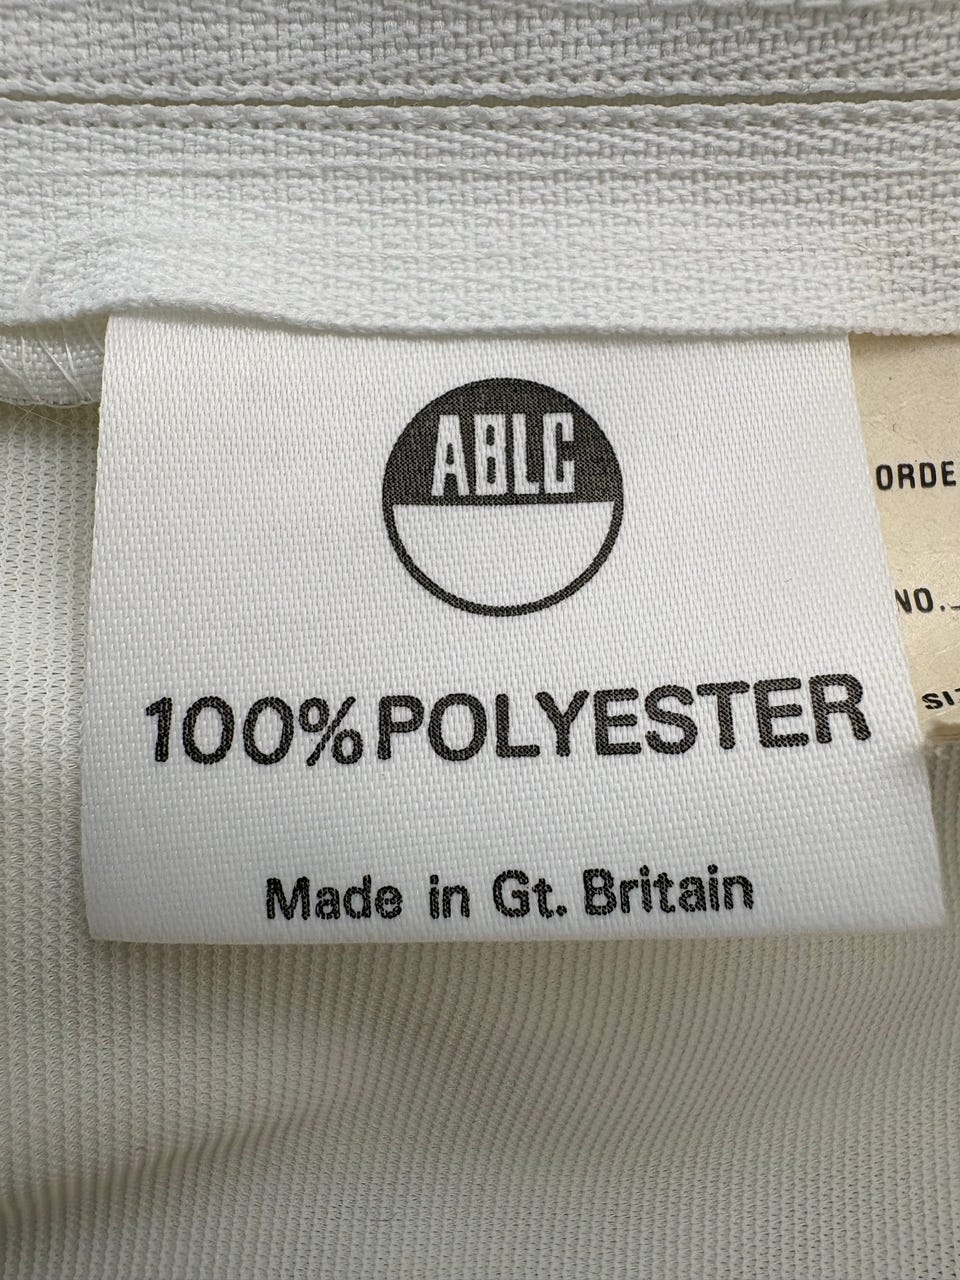 ABLC
100% POLYESTER
Made in Gt. Britain
ORDE
NO.